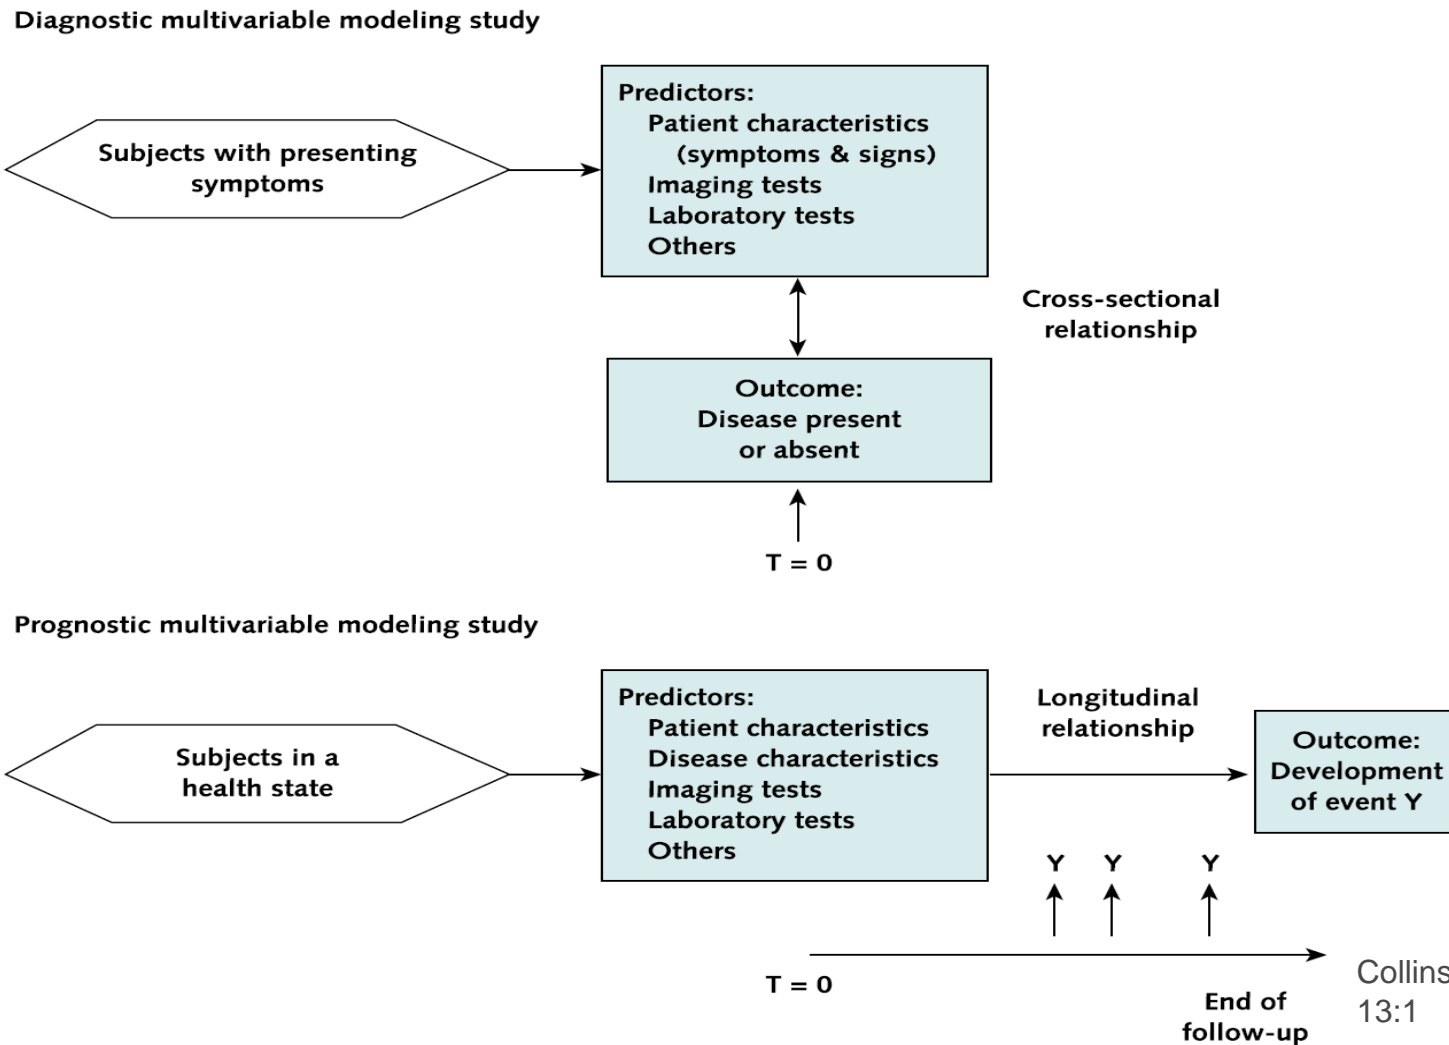 Diagnostic multivariable modeling study
Subjects with presenting
symptoms
Predictors:
Patient characteristics
(symptoms & signs)
Imaging tests
Laboratory tests
Others
Cross-sectional
relationship
Outcome:
Disease present
or absent
T = 0
Prognostic multivariable modeling study
Subjects in a
health state
Predictors:
Patient characteristics
Disease characteristics
Imaging tests
Laboratory tests
Others
Longitudinal
relationship
Outcome:
Development
of event Y
Y Y Y
T = 0
End of
follow-up
Collins
13:1